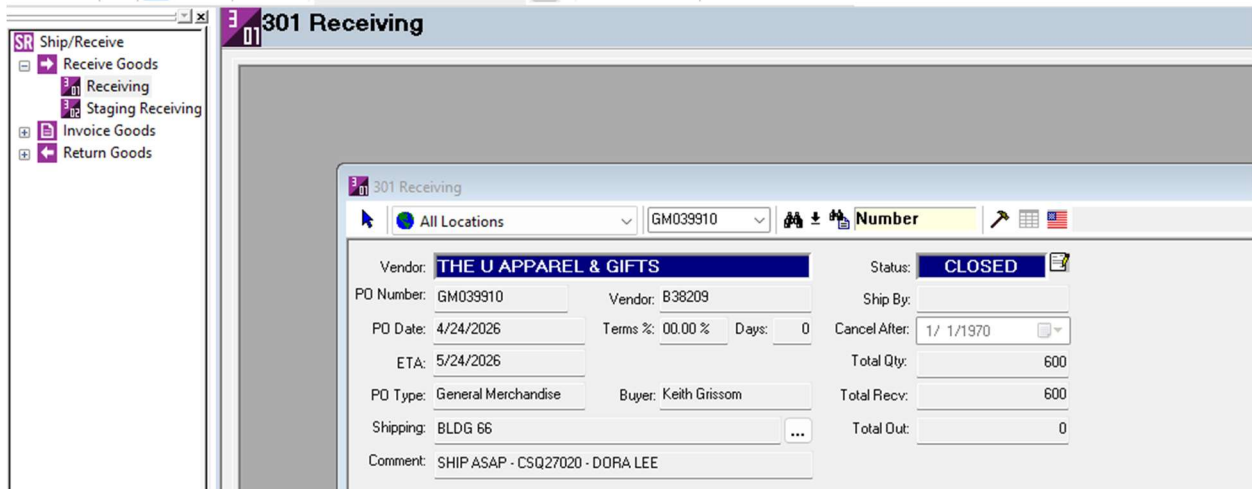 301 Receiving
SR Ship/Receive
Receive Goods
301 Receiving
302 Staging Receiving
Invoice Goods
Return Goods
301 Receiving
All Locations GM039910 Number
Vendor: THE U APPAREL & GIFTS Status: CLOSED
PO Number: GM039910 Vendor: B38209 Ship By:
PO Date: 4/24/2026 Terms %: 00.00 % Days: 0 Cancel After: 1/ 1/1970
ETA: 5/24/2026 Total Qty: 600
PO Type: General Merchandise Buyer: Keith Grissom Total Recv: 600
Shipping: BLDG 66 ... Total Out: 0
Comment: SHIP ASAP - CSQ27020 - DORA LEE